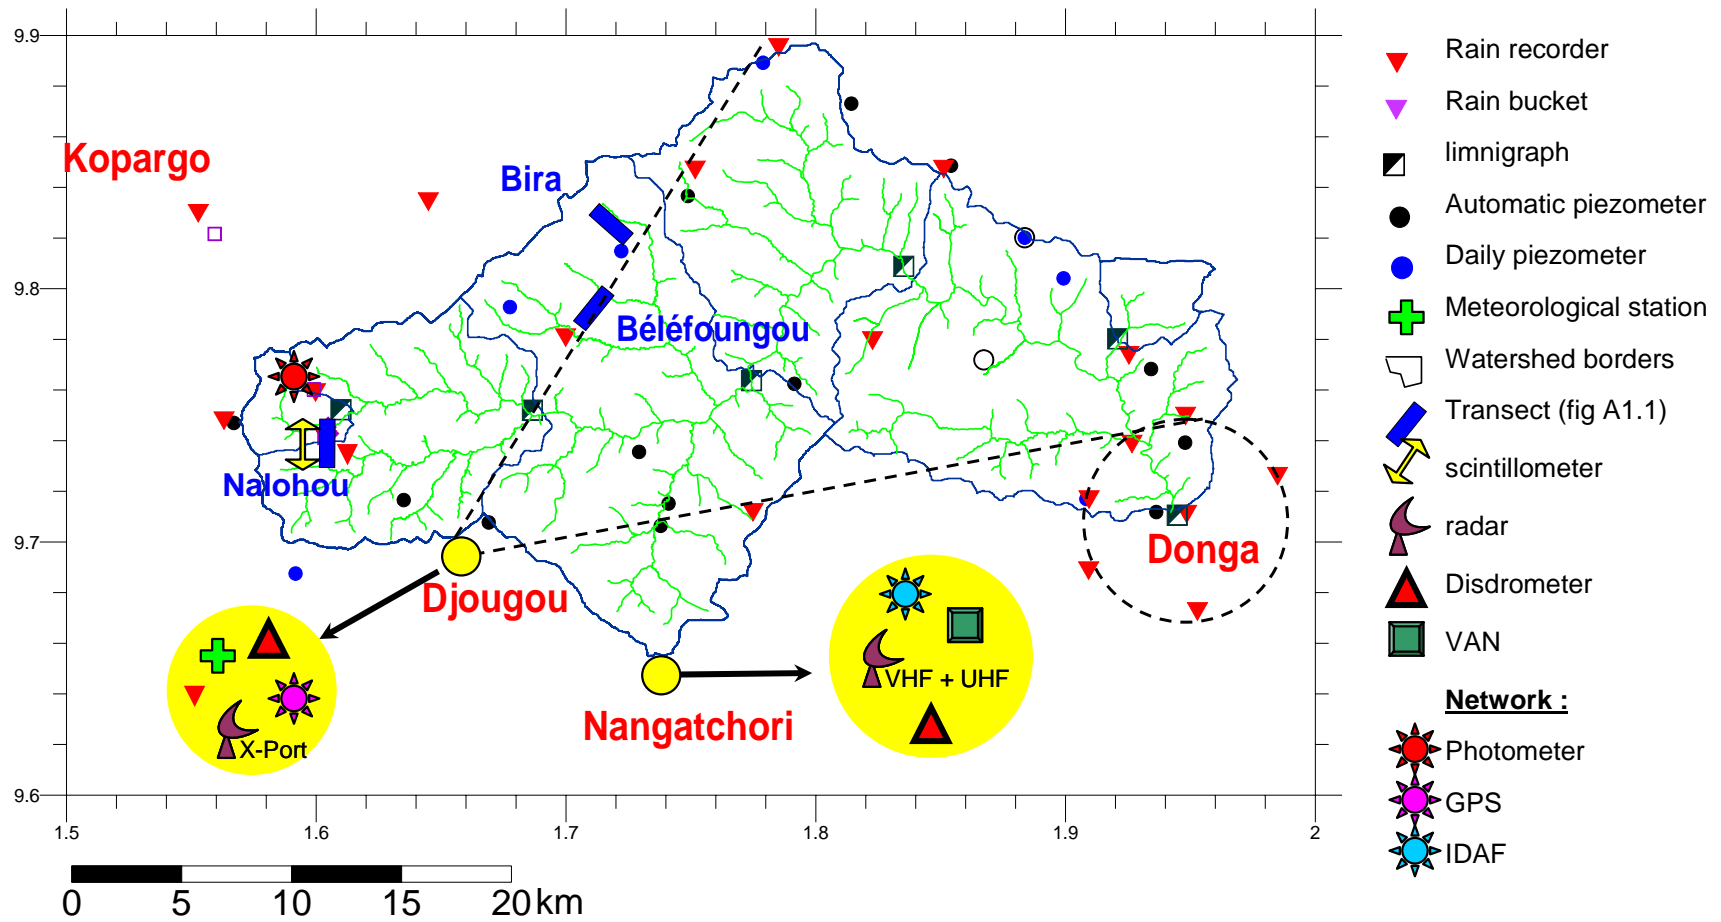 9.9
9.8
9.7
9.6
1.5
1.6
1.7
1.8
1.9
2
Kopargo
Bira
Béléfoungou
Nalohou
Djougou
Donga
Nangatchori
X-Port
VHF + UHF
0
5
10
15
20 km
Rain recorder
Rain bucket
limnigraph
Automatic piezometer
Daily piezometer
Meteorological station
Watershed borders
Transect (fig A1.1)
scintillometer
radar
Disdrometer
VAN
Network :
Photometer
GPS
IDAF